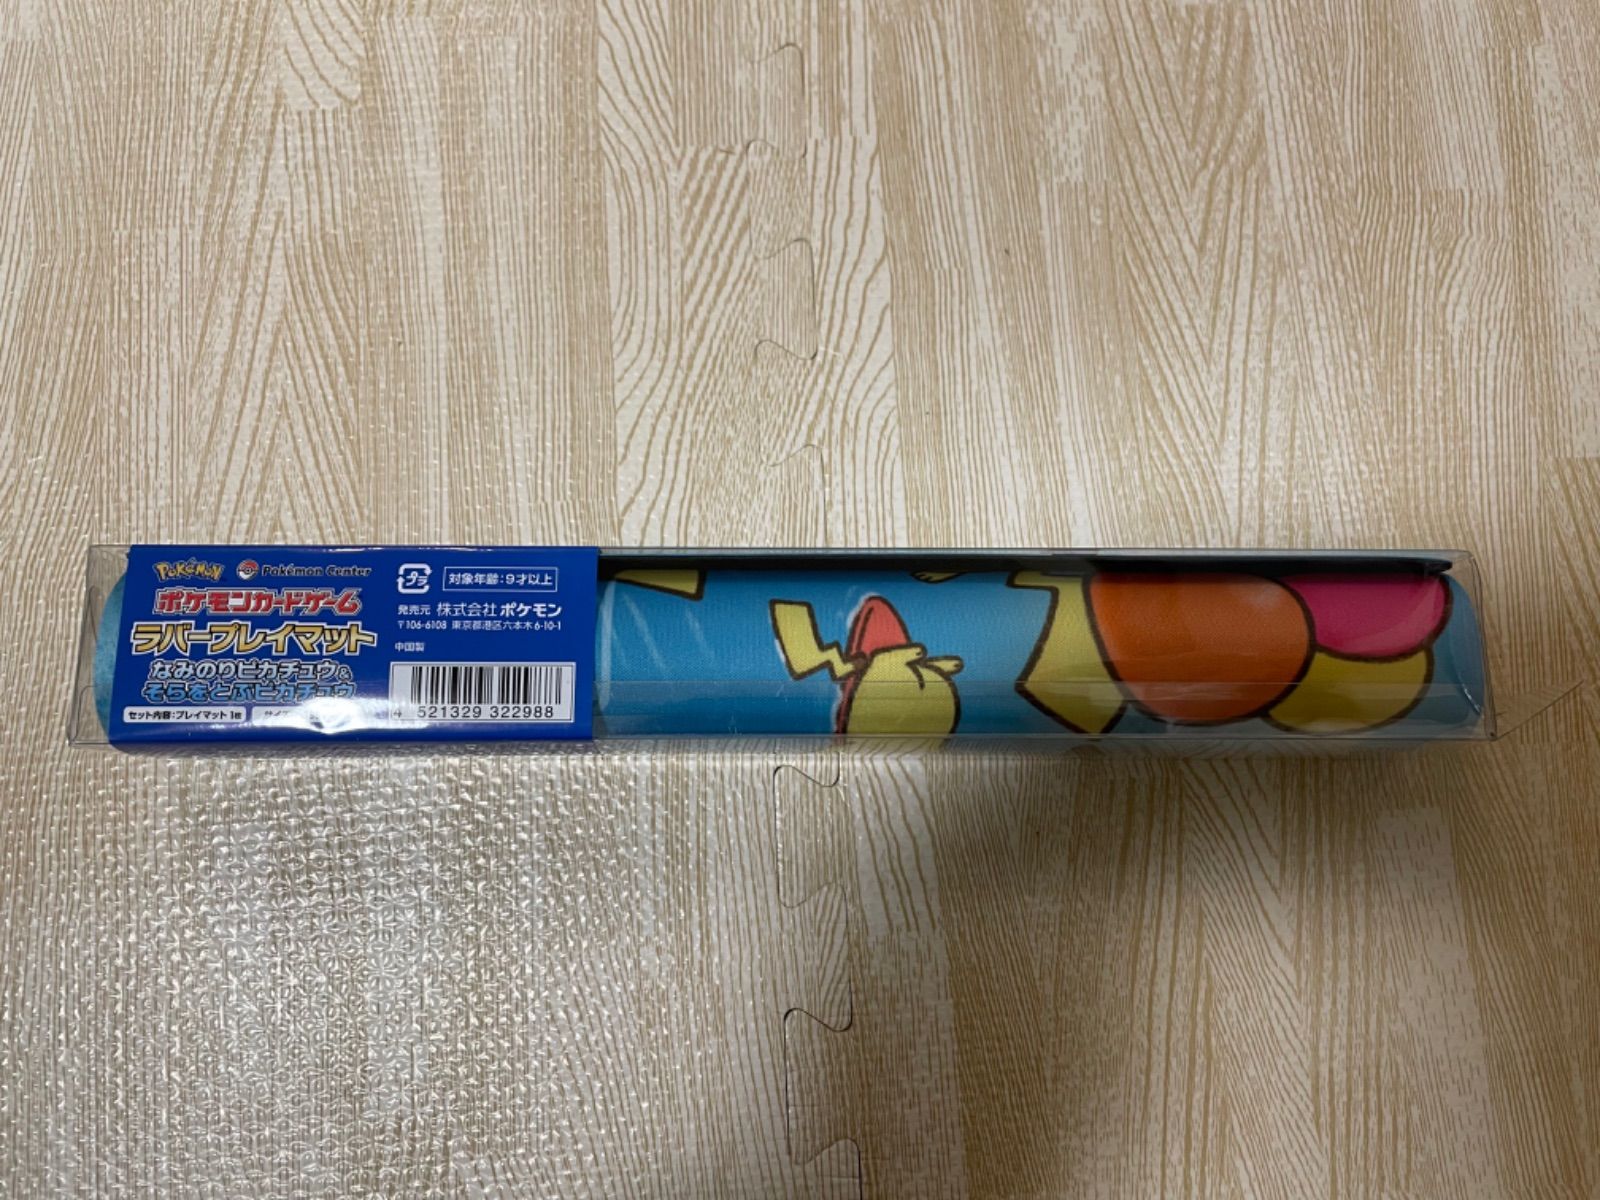 Pokémon Pokémon Center
ポケモンカードゲーム
ラバープレイマット
なみのりピカチュウ&
そらをとぶピカチュウ
セット内容:プレイマット1枚
プラ
対象年齢:9才以上
発売元 株式会社 ポケモン
〒106-6108 東京都港区六本木6-10-1
中国製
4 521329 322988